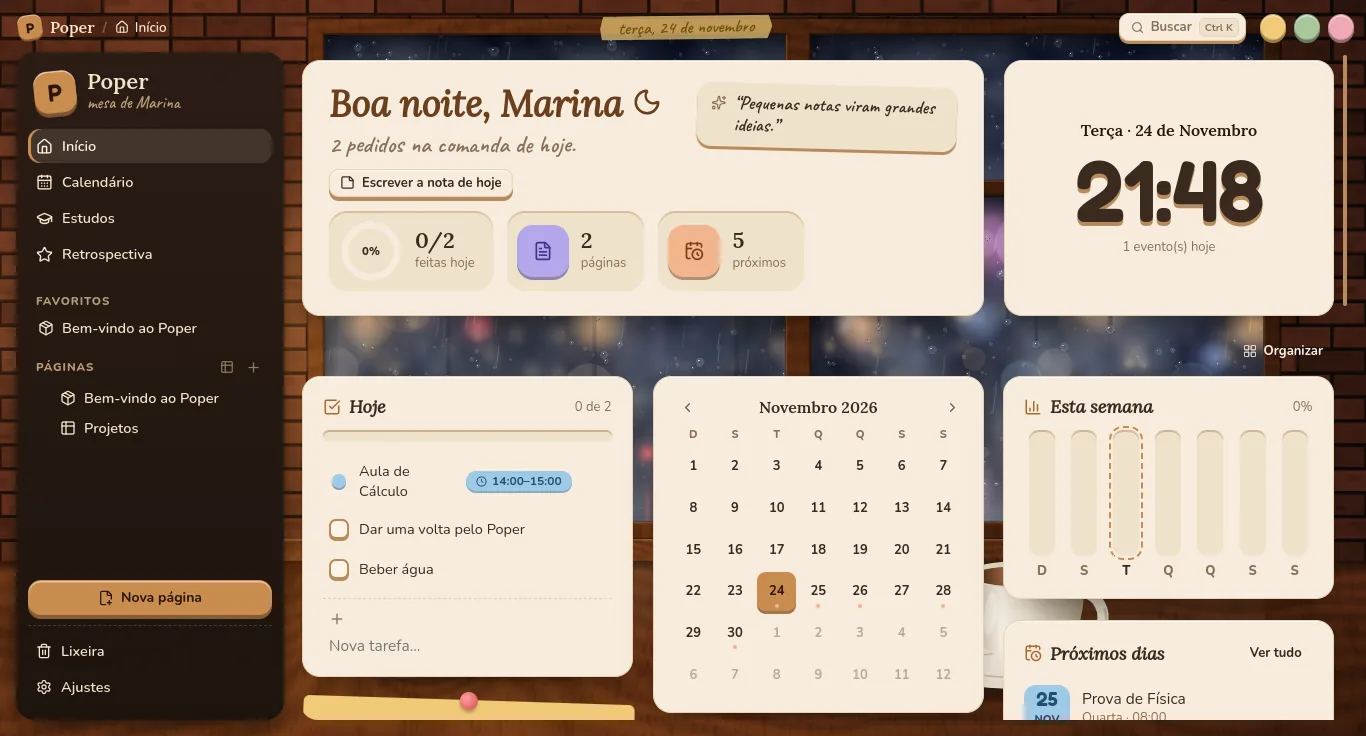 P Poper / Início
terça, 24 de novembro
Buscar Ctrl K
P
Poper
mesa de Marina
Início
Calendário
Estudos
Retrospectiva
FAVORITOS
Bem-vindo ao Poper
PÁGINAS
Bem-vindo ao Poper
Projetos
Nova página
Lixeira
Ajustes
Boa noite, Marina
2 pedidos na comanda de hoje.
"Pequenas notas viram grandes
ideias."
Escrever a nota de hoje
0%
0/2
feitas hoje
2
páginas
5
próximos
Terça · 24 de Novembro
21:48
1 evento(s) hoje
Organizar
Hoje 0 de 2
Aula de
Cálculo
14:00–15:00
Dar uma volta pelo Poper
Beber água
Nova tarefa...
Novembro 2026
D S T Q Q S S
1 2 3 4 5 6 7
8 9 10 11 12 13 14
15 16 17 18 19 20 21
22 23 24 25 26 27 28
29 30 1 2 3 4 5
6 7 8 9 10 11 12
Esta semana 0%
D S T Q Q S S
Próximos dias Ver tudo
25
NOV
Prova de Física
Quarta · 08:00